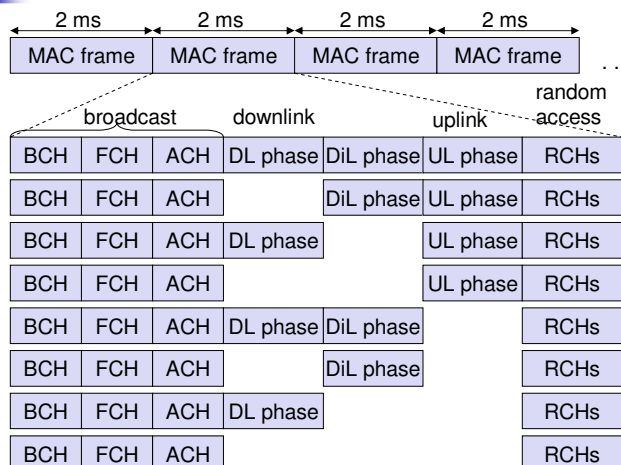 2 ms 2 ms 2 ms 2 ms
MAC frame MAC frame MAC frame MAC frame . .
random
broadcast downlink uplink access
BCH FCH ACH DL phase DiL phase UL phase RCHs
BCH FCH ACH DiL phase UL phase RCHs
BCH FCH ACH DL phase UL phase RCHs
BCH FCH ACH UL phase RCHs
BCH FCH ACH DL phase DiL phase RCHs
BCH FCH ACH DiL phase RCHs
BCH FCH ACH DL phase RCHs
BCH FCH ACH RCHs